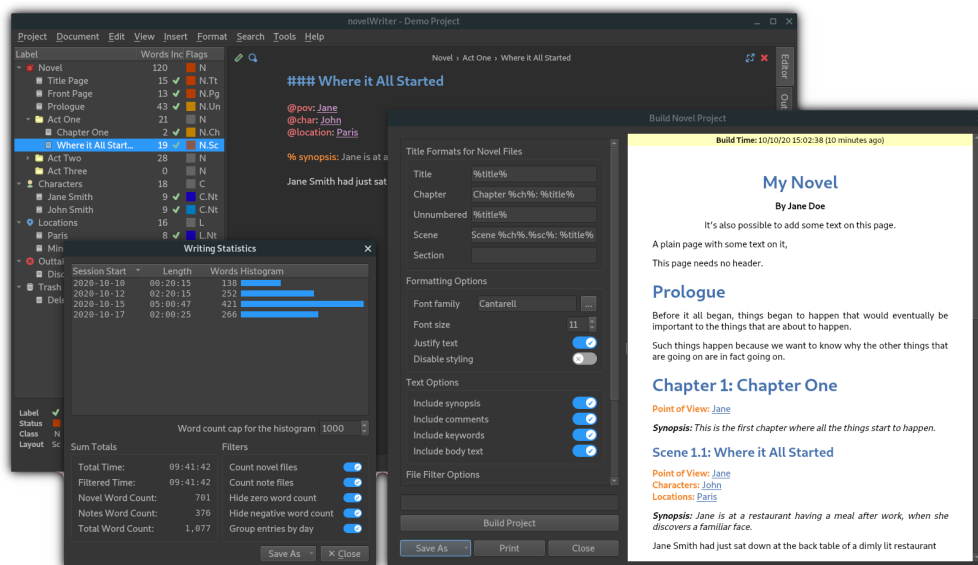 novelWriter - Demo Project
Project Document Edit View Insert Format Search Tools Help
Label Words Inc Flags
Novel 120 N
Title Page 15 N.Tt
Front Page 13 N.Pg
Prologue 43 N.Un
Act One 21 N
Chapter One 2 N.Ch
Where it All Start... 19 N.Sc
Act Two 28 N
Act Three 0 N
Characters 18 C
Jane Smith 9 C.Nt
John Smith 9 C.Nt
Locations 16 L
Paris 8 L.Nt
Trash
Label
Status
Class N
Layout Sc
Novel › Act One › Where it All Started
Editor
### Where it All Started
@pov: Jane
@char: John
@location: Paris
% synopsis: Jane is at a
Jane Smith had just sat
Writing Statistics
Session Start Length Words Histogram
2020-10-10 00:20:15 138
2020-10-12 02:20:15 252
2020-10-15 05:00:47 421
2020-10-17 02:00:25 266
Word count cap for the histogram 1000
Sum Totals
Total Time: 09:41:42
Filtered Time: 09:41:42
Novel Word Count: 701
Notes Word Count: 376
Total Word Count: 1,077
Filters
Count novel files
Count note files
Hide zero word count
Hide negative word count
Group entries by day
Save As
Close
Build Novel Project
Title Formats for Novel Files
Title %title%
Chapter Chapter %ch%: %title%
Unnumbered %title%
Scene Scene %ch%.%sc%: %title%
Section
Formatting Options
Font family Cantarell ...
Font size 11
Justify text
Disable styling
Text Options
Include synopsis
Include comments
Include keywords
Include body text
File Filter Options
Build Project
Save As Print Close
Build Time: 10/10/20 15:02:38 (10 minutes ago)
My Novel
By Jane Doe
It's also possible to add some text on this page.
A plain page with some text on it,
This page needs no header.
Prologue
Before it all began, things began to happen that would eventually be
important to the things that are about to happen.
Such things happen because we want to know why the other things that
are going on are in fact going on.
Chapter 1: Chapter One
Point of View: Jane
Synopsis: This is the first chapter where all the things start to happen.
Scene 1.1: Where it All Started
Point of View: Jane
Characters: John
Locations: Paris
Synopsis: Jane is at a restaurant having a meal after work, when she
discovers a familiar face.
Jane Smith had just sat down at the back table of a dimly lit restaurant